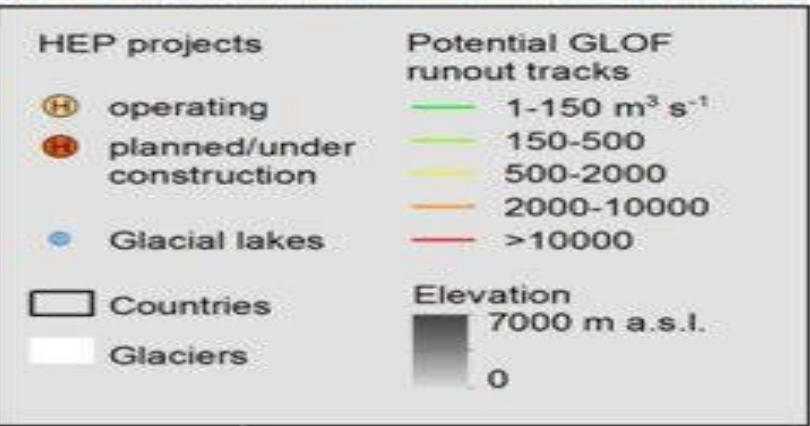 HEP projects
H operating
H planned/under
construction
Glacial lakes
Countries
Glaciers
Potential GLOF
runout tracks
1-150 m³ s⁻¹
150-500
500-2000
2000-10000
>10000
Elevation
7000 m a.s.l.
0